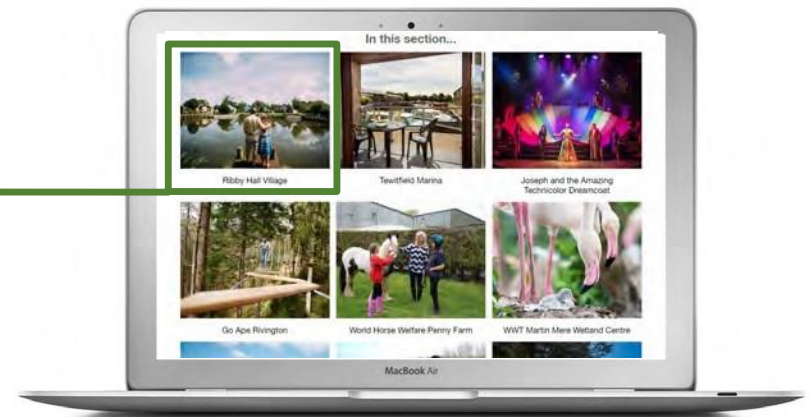 In this section...
Ribby Hall Village
Tewitfield Marina
Joseph and the Amazing
Technicolor Dreamcoat
Go Ape Rivington
World Horse Welfare Penny Farm
WWT Martin Mere Wetland Centre
MacBook Air